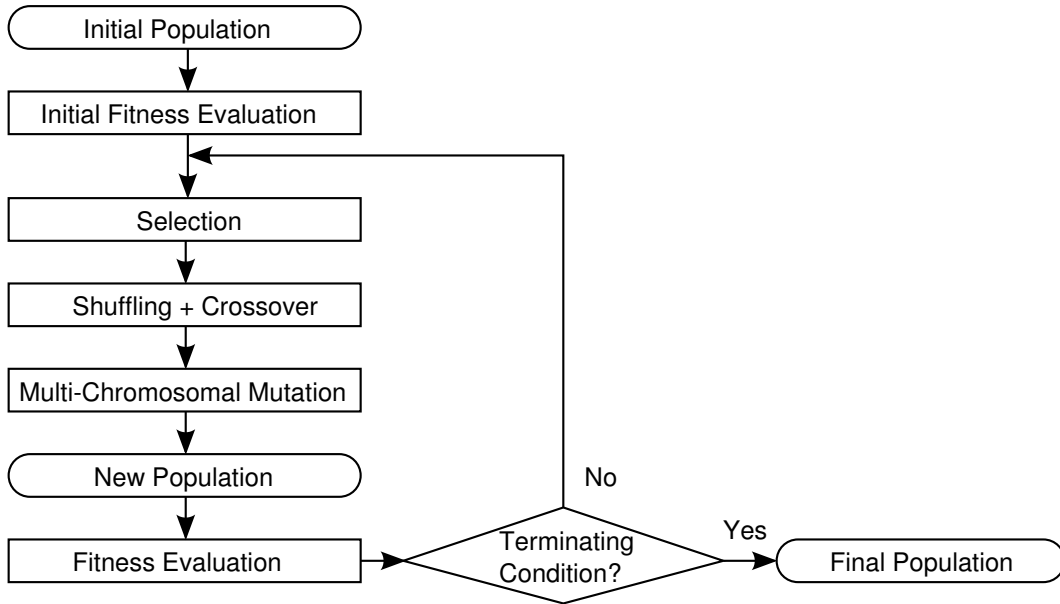 Initial Population
Initial Fitness Evaluation
Selection
Shuffling + Crossover
Multi-Chromosomal Mutation
New Population
Fitness Evaluation
Terminating
Condition?
No
Yes
Final Population